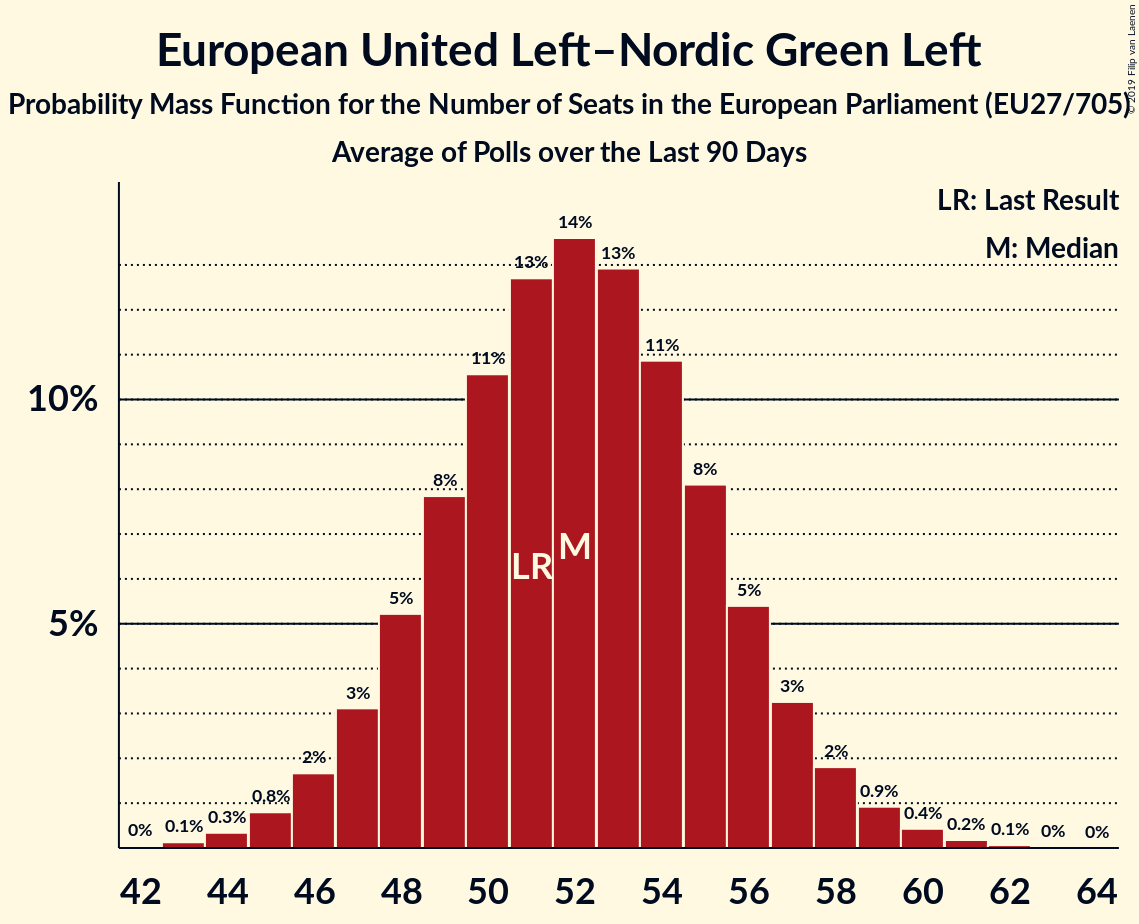 European United Left–Nordic Green Left
Probability Mass Function for the Number of Seats in the European Parliament (EU27/705)
Average of Polls over the Last 90 Days
© 2019 Filip van Laenen
LR: Last Result
M: Median
10%
5%
0%
0.1%
0.3%
0.8%
2%
3%
5%
8%
11%
13%
14%
13%
11%
8%
5%
3%
2%
0.9%
0.4%
0.2%
0.1%
0%
0%
LR
M
42 44 46 48 50 52 54 56 58 60 62 64